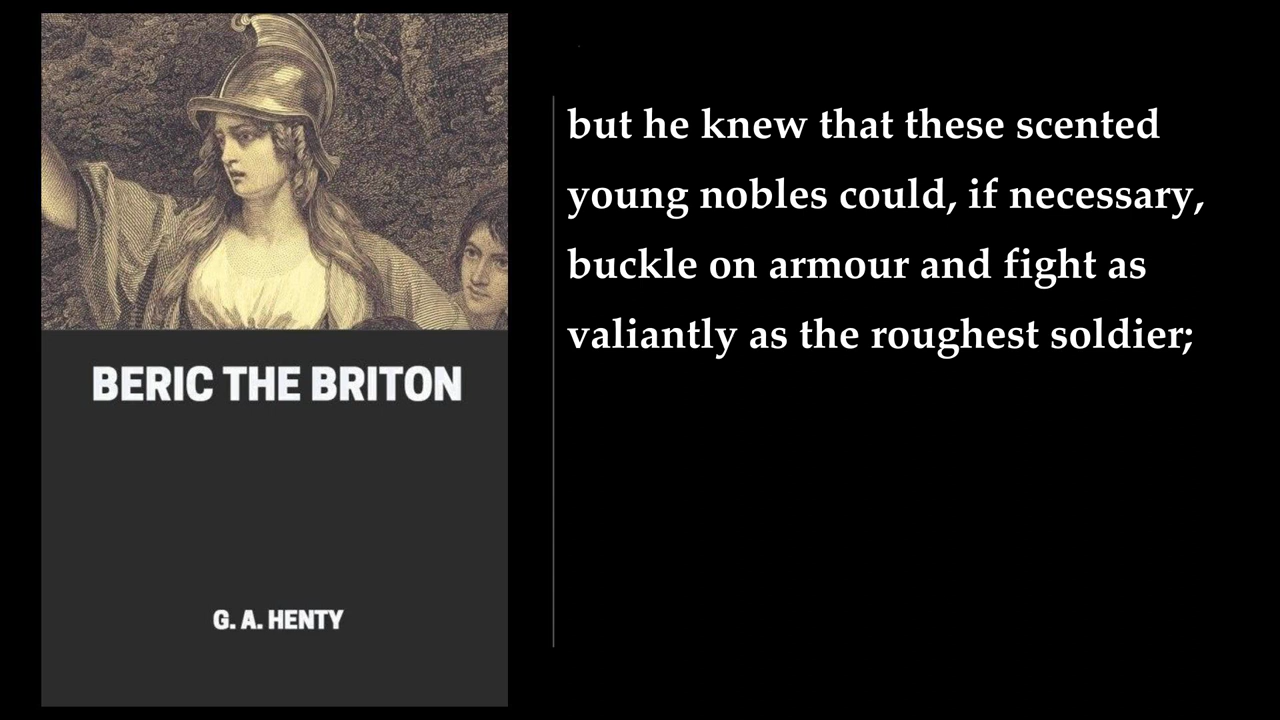 BERIC THE BRITON
G. A. HENTY
but he knew that these scented
young nobles could, if necessary,
buckle on armour and fight as
valiantly as the roughest soldier;